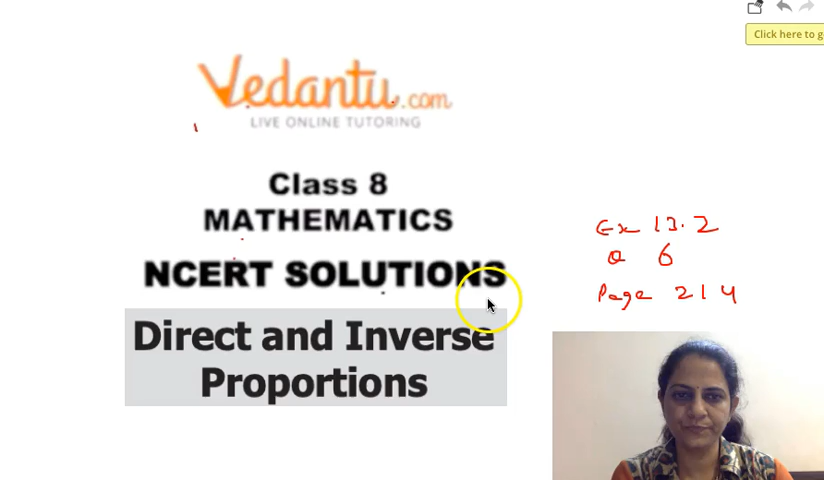 Click here to g
Vedantu.com
LIVE ONLINE TUTORING
Class 8
MATHEMATICS
NCERT SOLUTIONS
Direct and Inverse
Proportions
Ex 13.2
Q 6
Page 214